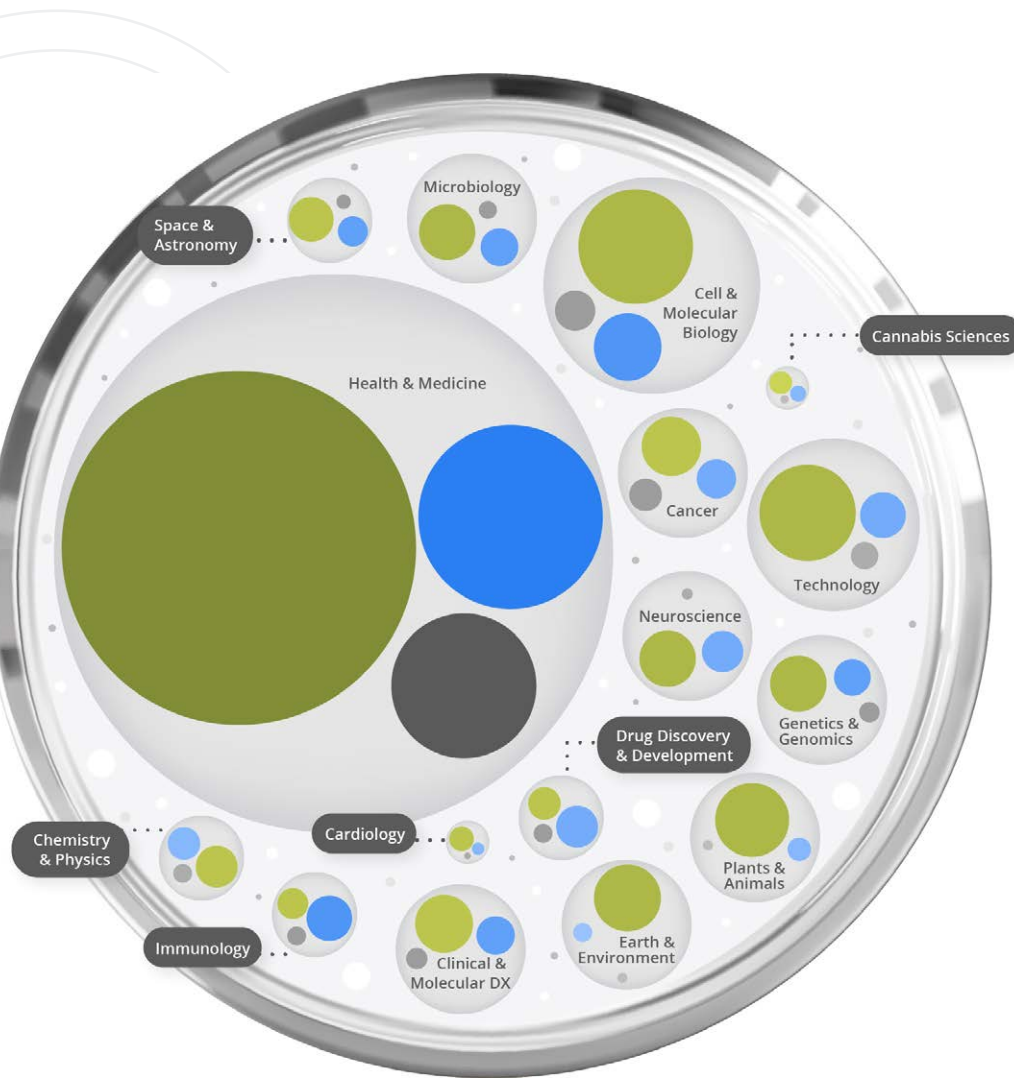 Microbiology
Space &
Astronomy
Cell &
Molecular
Biology
Cannabis Sciences
Health & Medicine
Cancer
Technology
Neuroscience
Genetics &
Genomics
Drug Discovery
& Development
Cardiology
Chemistry
& Physics
Plants &
Animals
Immunology
Earth &
Environment
Clinical &
Molecular DX